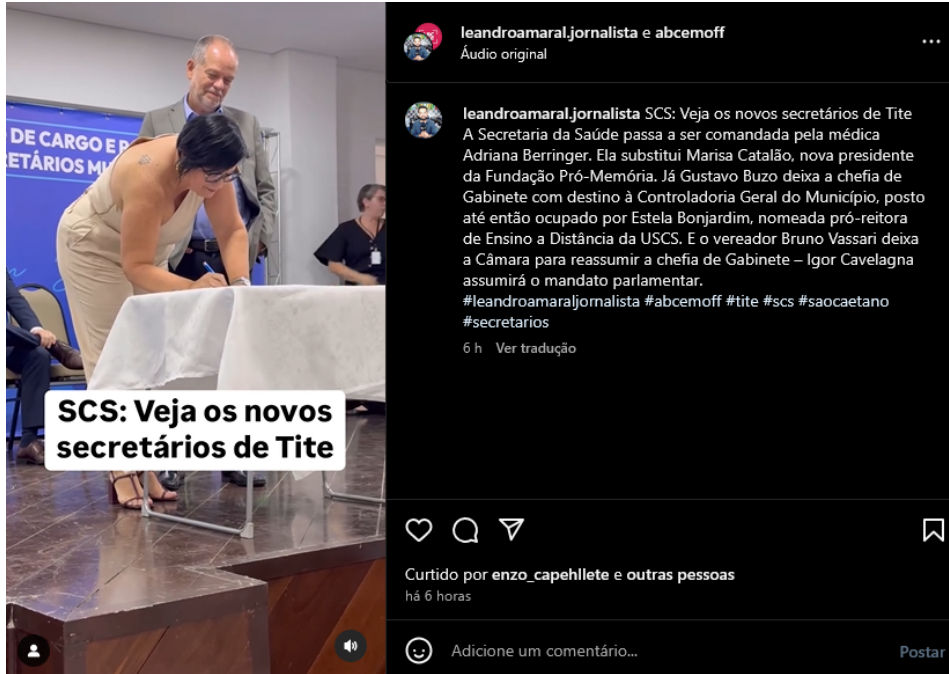 DE CARGO E P
ETÁRIOS MU
SCS: Veja os novos
secretários de Tite
leandroamaral.jornalista e abcemoff
Áudio original
leandroamaral.jornalista SCS: Veja os novos secretários de Tite
A Secretaria da Saúde passa a ser comandada pela médica
Adriana Berringer. Ela substitui Marisa Catalão, nova presidente
da Fundação Pró-Memória. Já Gustavo Buzo deixa a chefia de
Gabinete com destino à Controladoria Geral do Município, posto
até então ocupado por Estela Bonjardim, nomeada pró-reitora
de Ensino a Distância da USCS. E o vereador Bruno Vassari deixa
a Câmara para reassumir a chefia de Gabinete – Igor Cavelagna
assumirá o mandato parlamentar.
#leandroamaraljornalista #abcemoff #tite #scs #saocaetano
#secretarios
6 h Ver tradução
Curtido por enzo_capehllete e outras pessoas
há 6 horas
Adicione um comentário...
Postar